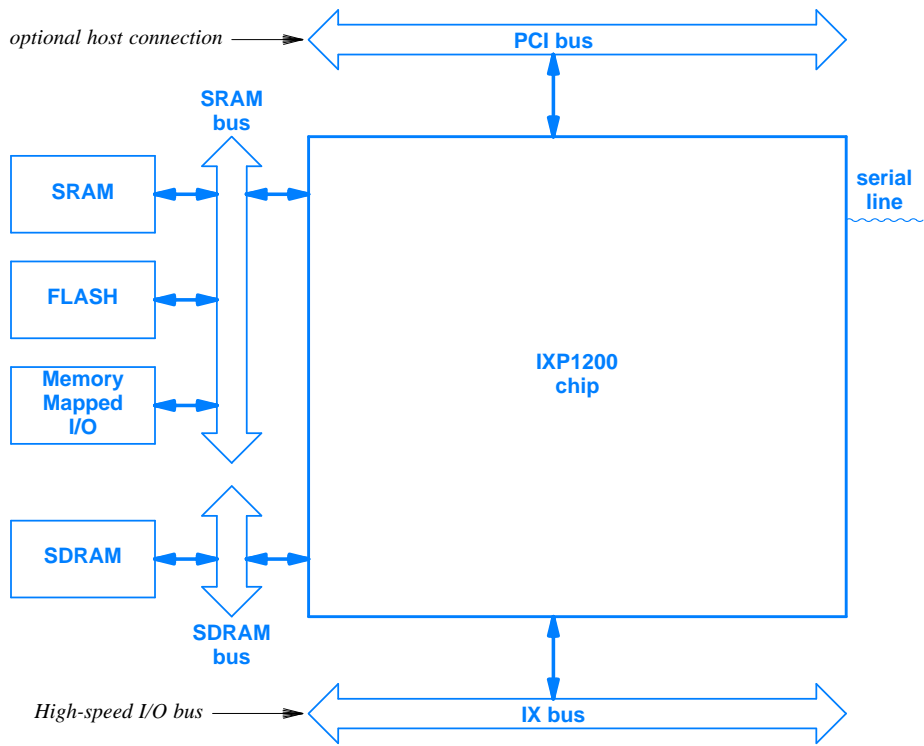 optional host connection
PCI bus
SRAM
bus
SRAM
serial
line
FLASH
IXP1200
chip
Memory
Mapped
I/O
SDRAM
SDRAM
bus
High-speed I/O bus
IX bus